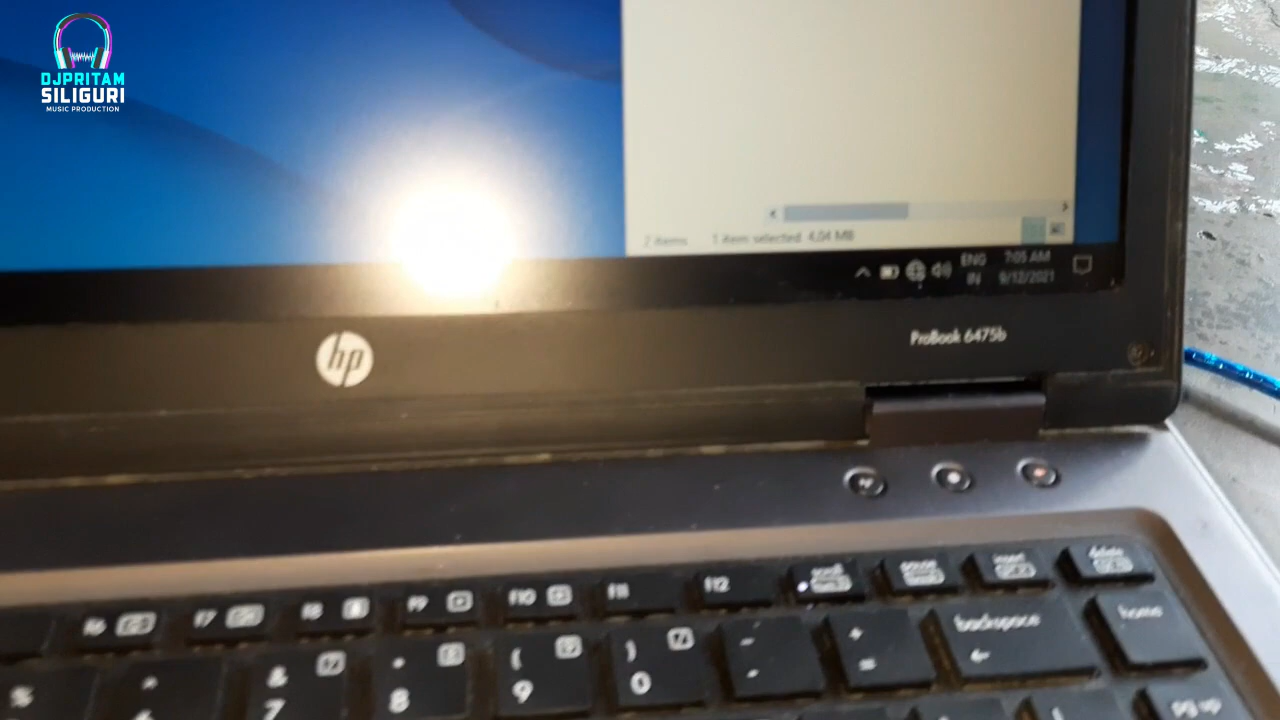 DJPRITAM
SILIGURI
MUSIC PRODUCTION
2 items 1 item selected 4.04 MB
ENG
IN
7:05 AM
9/12/2021
hp
ProBook 6475b
f6
f7
f8
f9
f10
f11
f12
scroll
pause
insert
delete
%
^
&
7
*
8
(
9
)
0
-
+
=
backspace
←
home
pg up